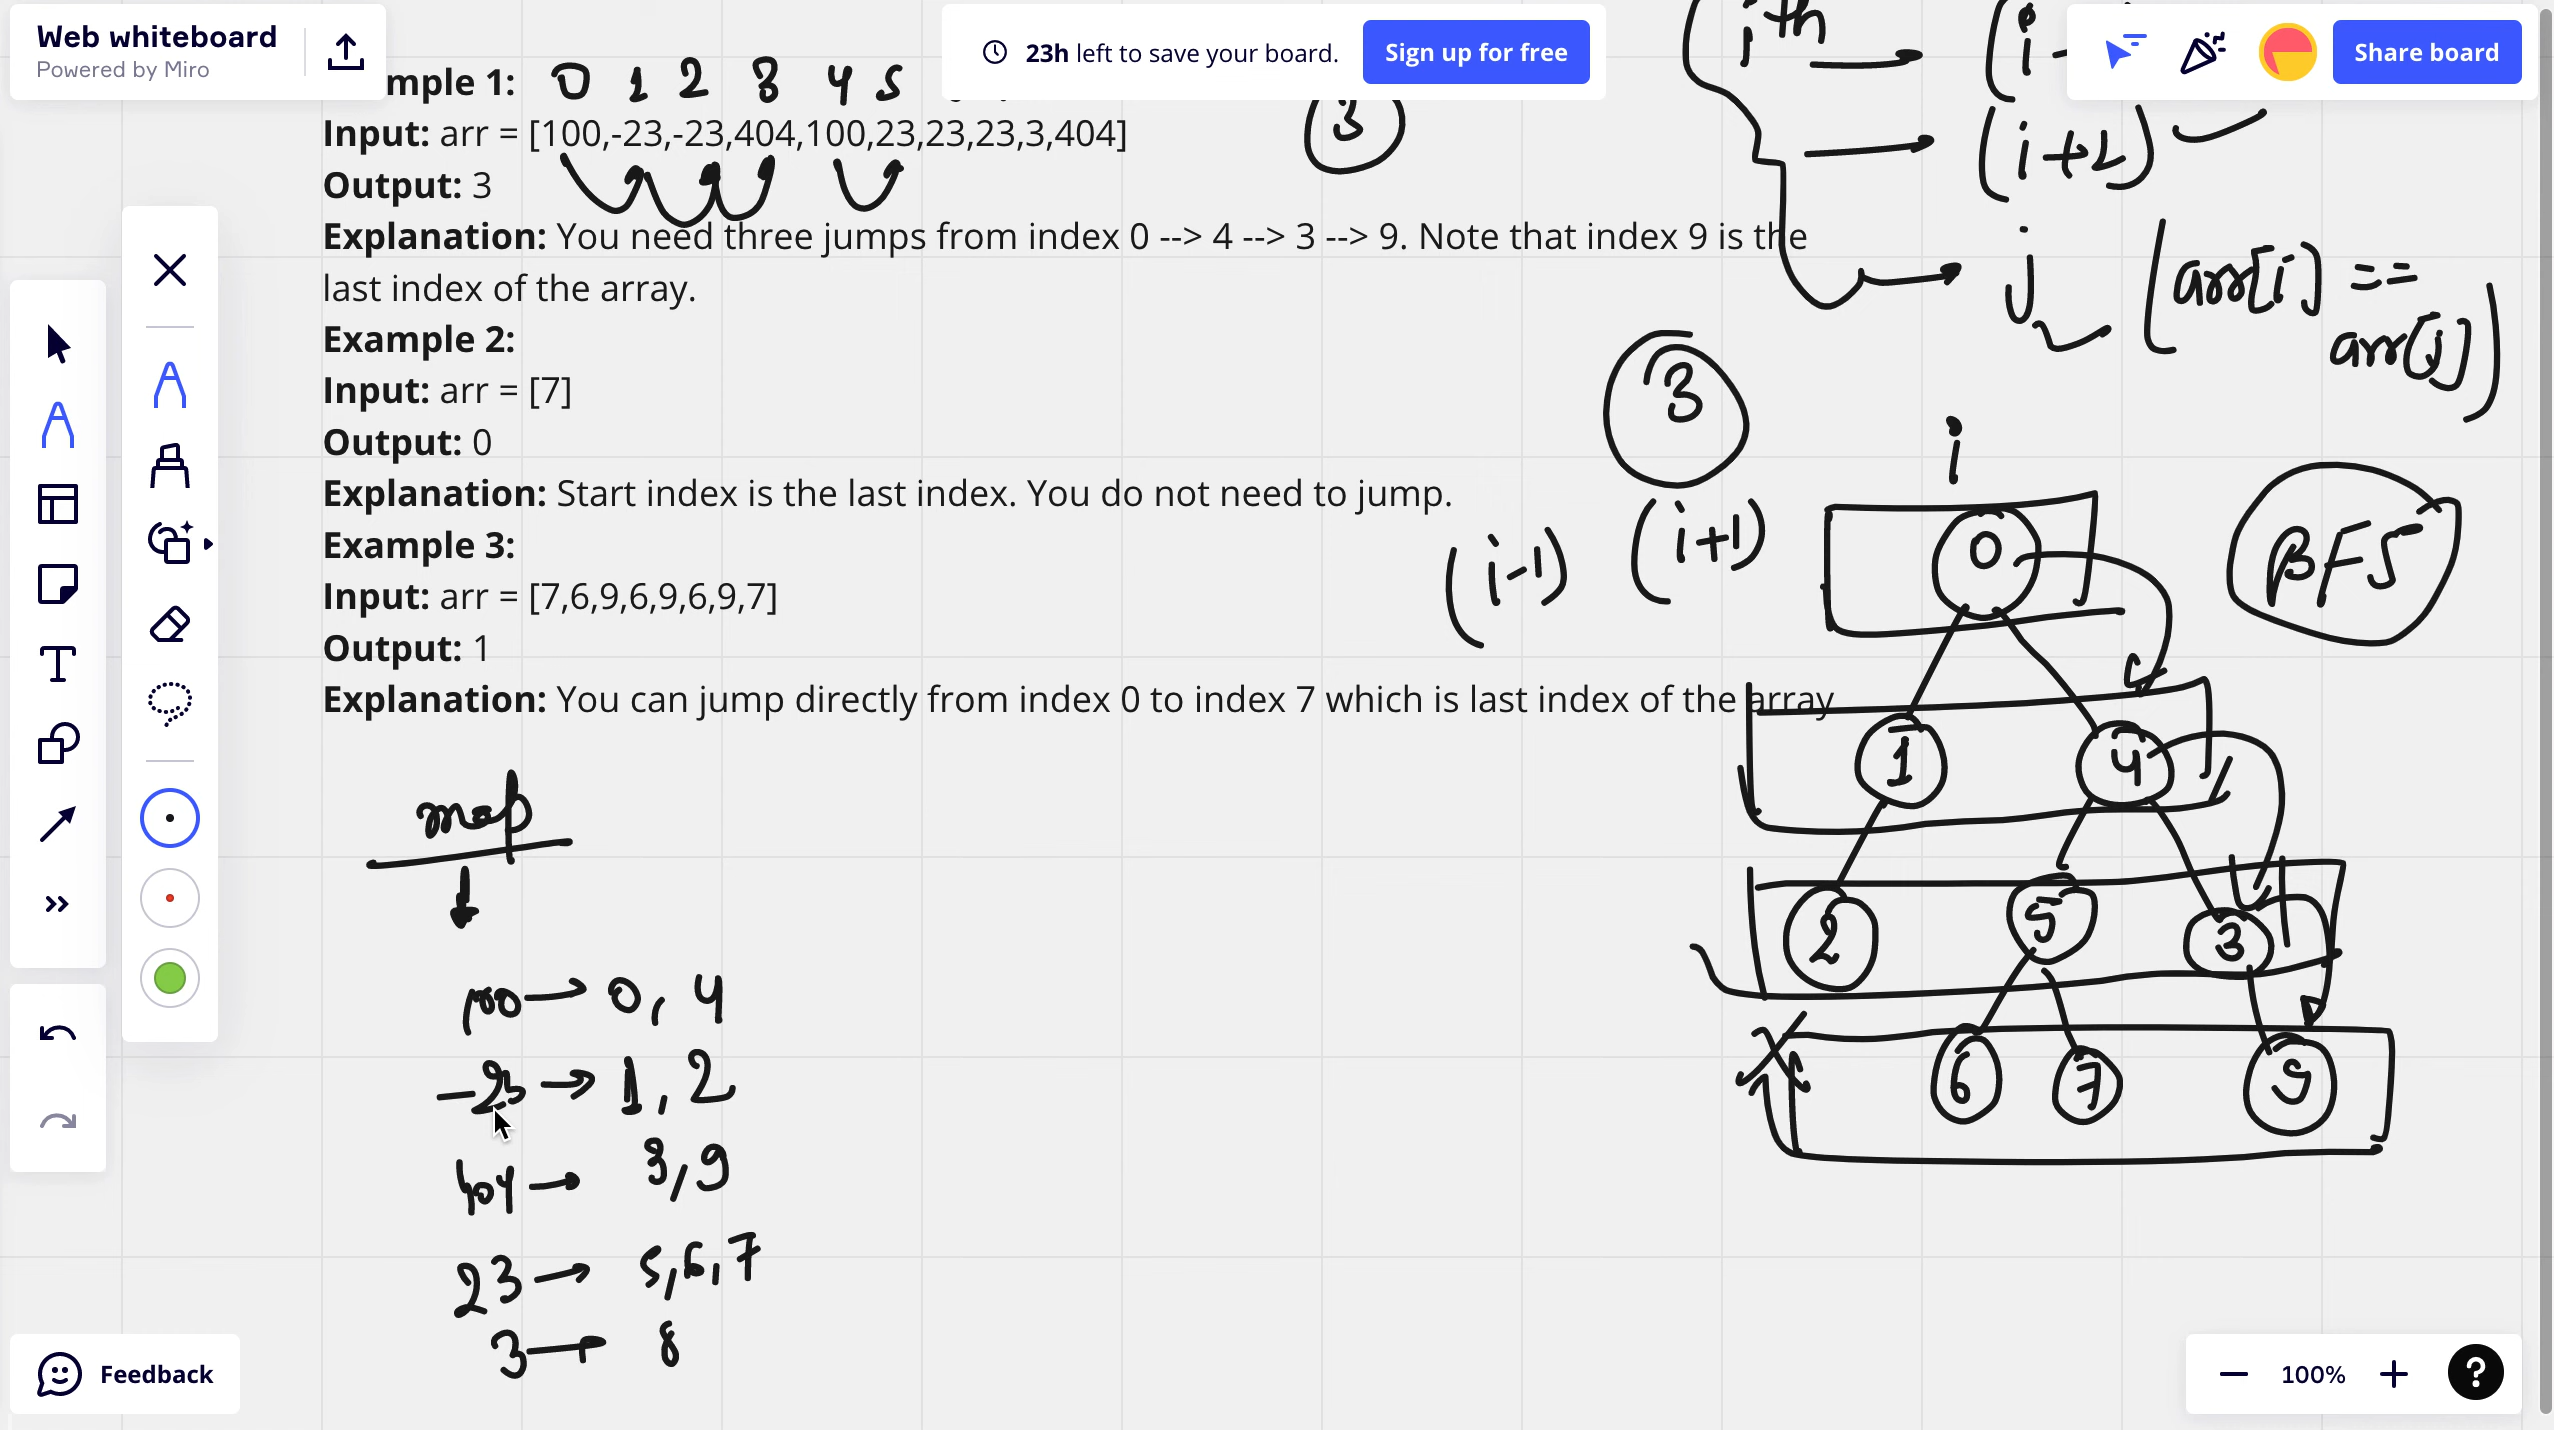 Web whiteboard
Powered by Miro
23h left to save your board.
Sign up for free
Share board
mple 1:
0 1 2 3 4 5
Input: arr = [100,-23,-23,404,100,23,23,23,3,404]
Output: 3
Explanation: You need three jumps from index 0 --> 4 --> 3 --> 9. Note that index 9 is the
last index of the array.
Example 2:
Input: arr = [7]
Output: 0
Explanation: Start index is the last index. You do not need to jump.
Example 3:
Input: arr = [7,6,9,6,9,6,9,7]
Output: 1
Explanation: You can jump directly from index 0 to index 7 which is last index of the array
3
ith
(i-
(i+1)
j (arr[i] ==
arr[j])
3
(i-1) (i+1)
i
BFS
0
1 4
2 5 3
6 7 9
map
100 → 0, 4
-23 → 1, 2
404 → 3, 9
23 → 5, 6, 7
3 → 8
Feedback
100%